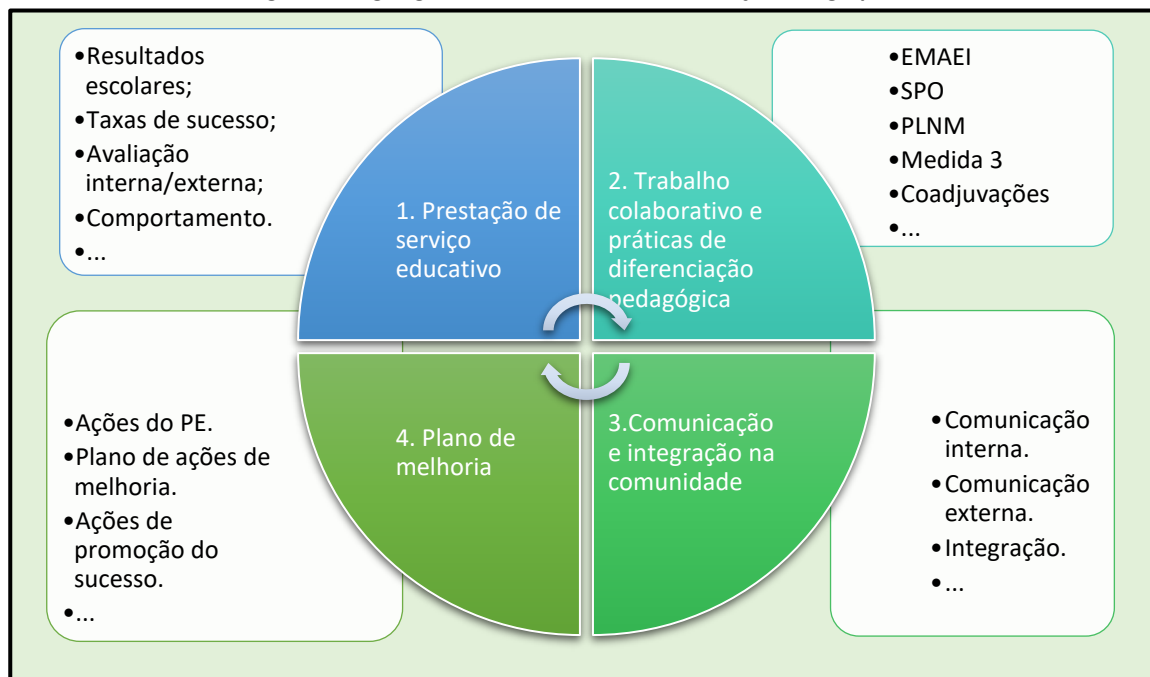 •Resultados
escolares;
•Taxas de sucesso;
•Avaliação
interna/externa;
•Comportamento.
•...
1. Prestação de
serviço
educativo
2. Trabalho
colaborativo e
práticas de
diferenciação
pedagógica
•EMAEI
•SPO
•PLNM
•Medida 3
•Coadjuvações
•...
•Ações do PE.
•Plano de ações de
melhoria.
•Ações de
promoção do
sucesso.
•...
4. Plano de
melhoria
3.Comunicação
e integração na
comunidade
•Comunicação
interna.
•Comunicação
externa.
•Integração.
•...